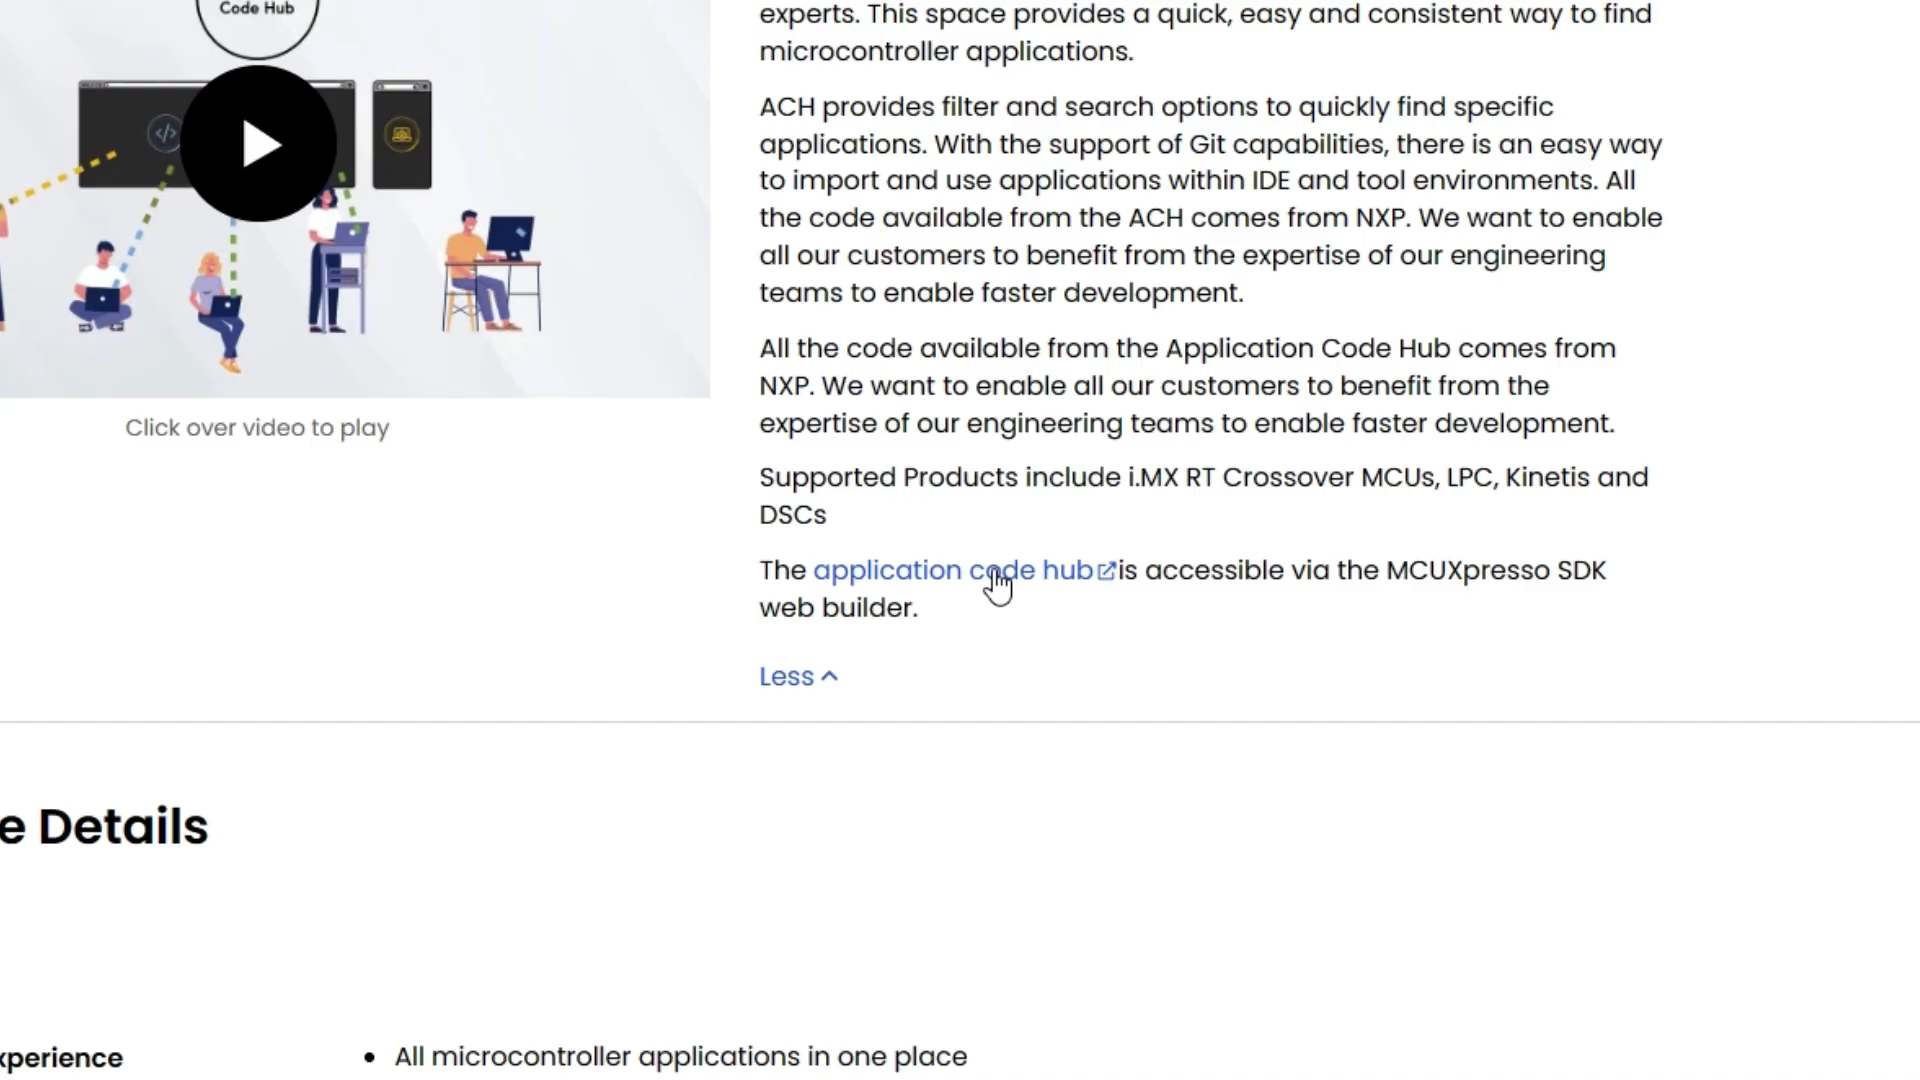 Code Hub
Click over video to play
experts. This space provides a quick, easy and consistent way to find
microcontroller applications.
ACH provides filter and search options to quickly find specific
applications. With the support of Git capabilities, there is an easy way
to import and use applications within IDE and tool environments. All
the code available from the ACH comes from NXP. We want to enable
all our customers to benefit from the expertise of our engineering
teams to enable faster development.
All the code available from the Application Code Hub comes from
NXP. We want to enable all our customers to benefit from the
expertise of our engineering teams to enable faster development.
Supported Products include i.MX RT Crossover MCUs, LPC, Kinetis and
DSCs
The application code hub is accessible via the MCUXpresso SDK
web builder.
Less
e Details
xperience
• All microcontroller applications in one place